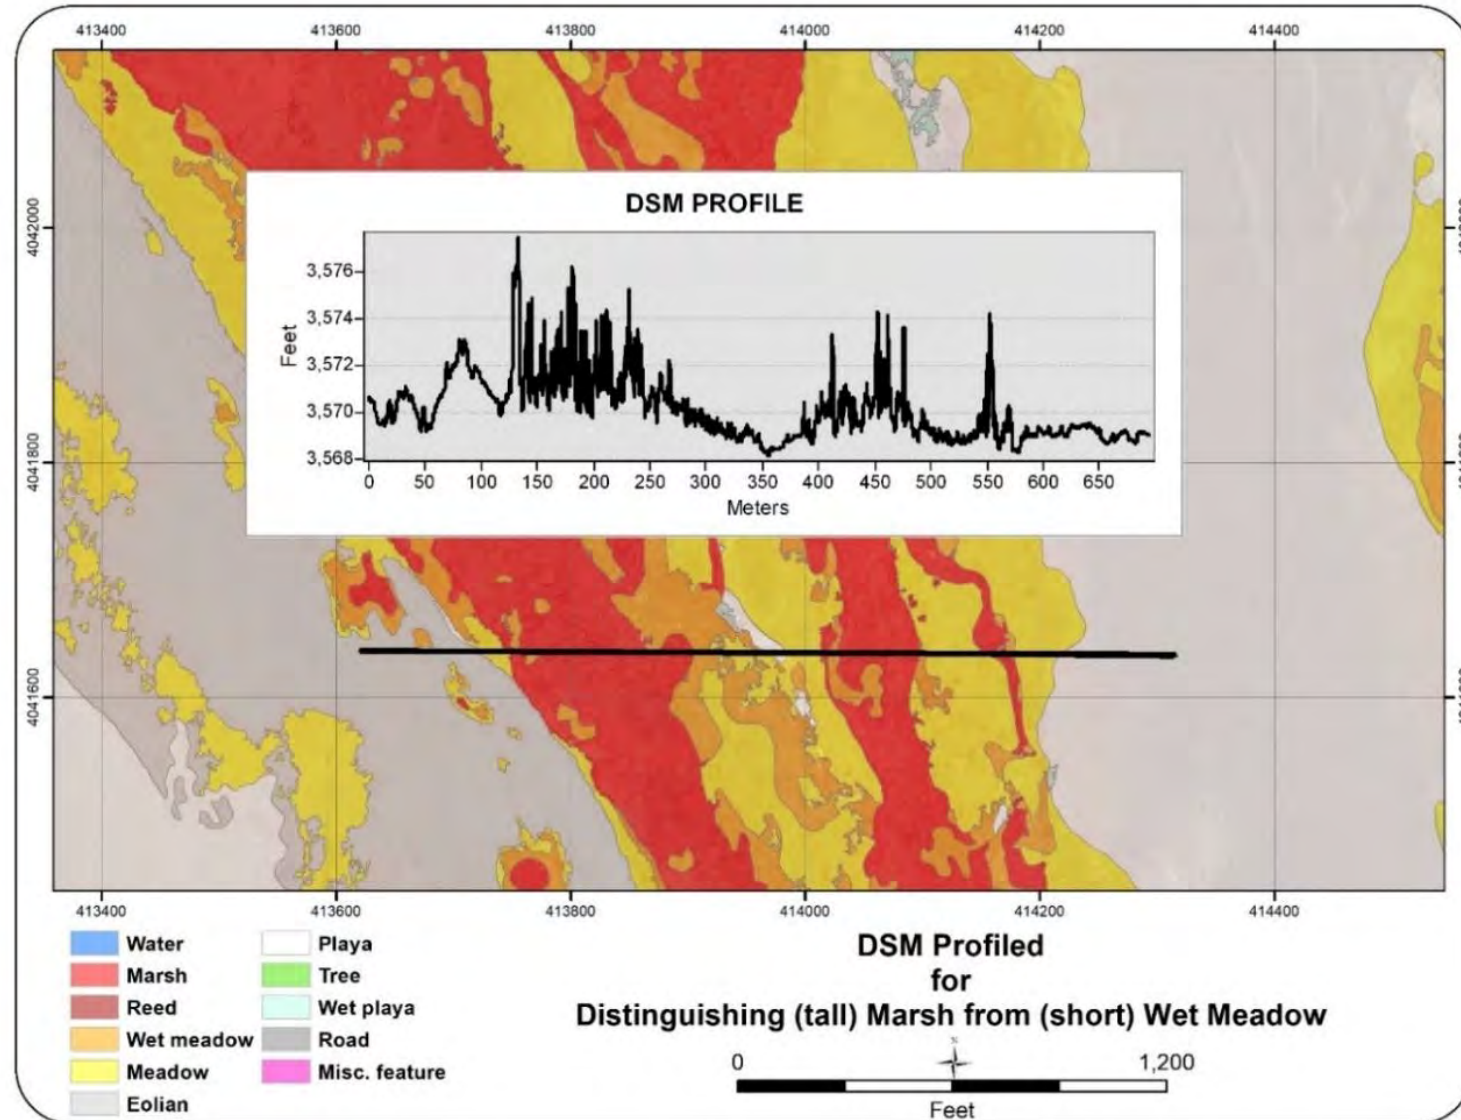 413400 413600 413800 414000 414200 414400
4042000
4041800
4041600
DSM PROFILE
Feet
3,576
3,574
3,572
3,570
3,568
0 50 100 150 200 250 300 350 400 450 500 550 600 650
Meters
413400 413600 413800 414000 414200 414400
Water
Marsh
Reed
Wet meadow
Meadow
Eolian
Playa
Tree
Wet playa
Road
Misc. feature
DSM Profiled
for
Distinguishing (tall) Marsh from (short) Wet Meadow
0 1,200
N
Feet